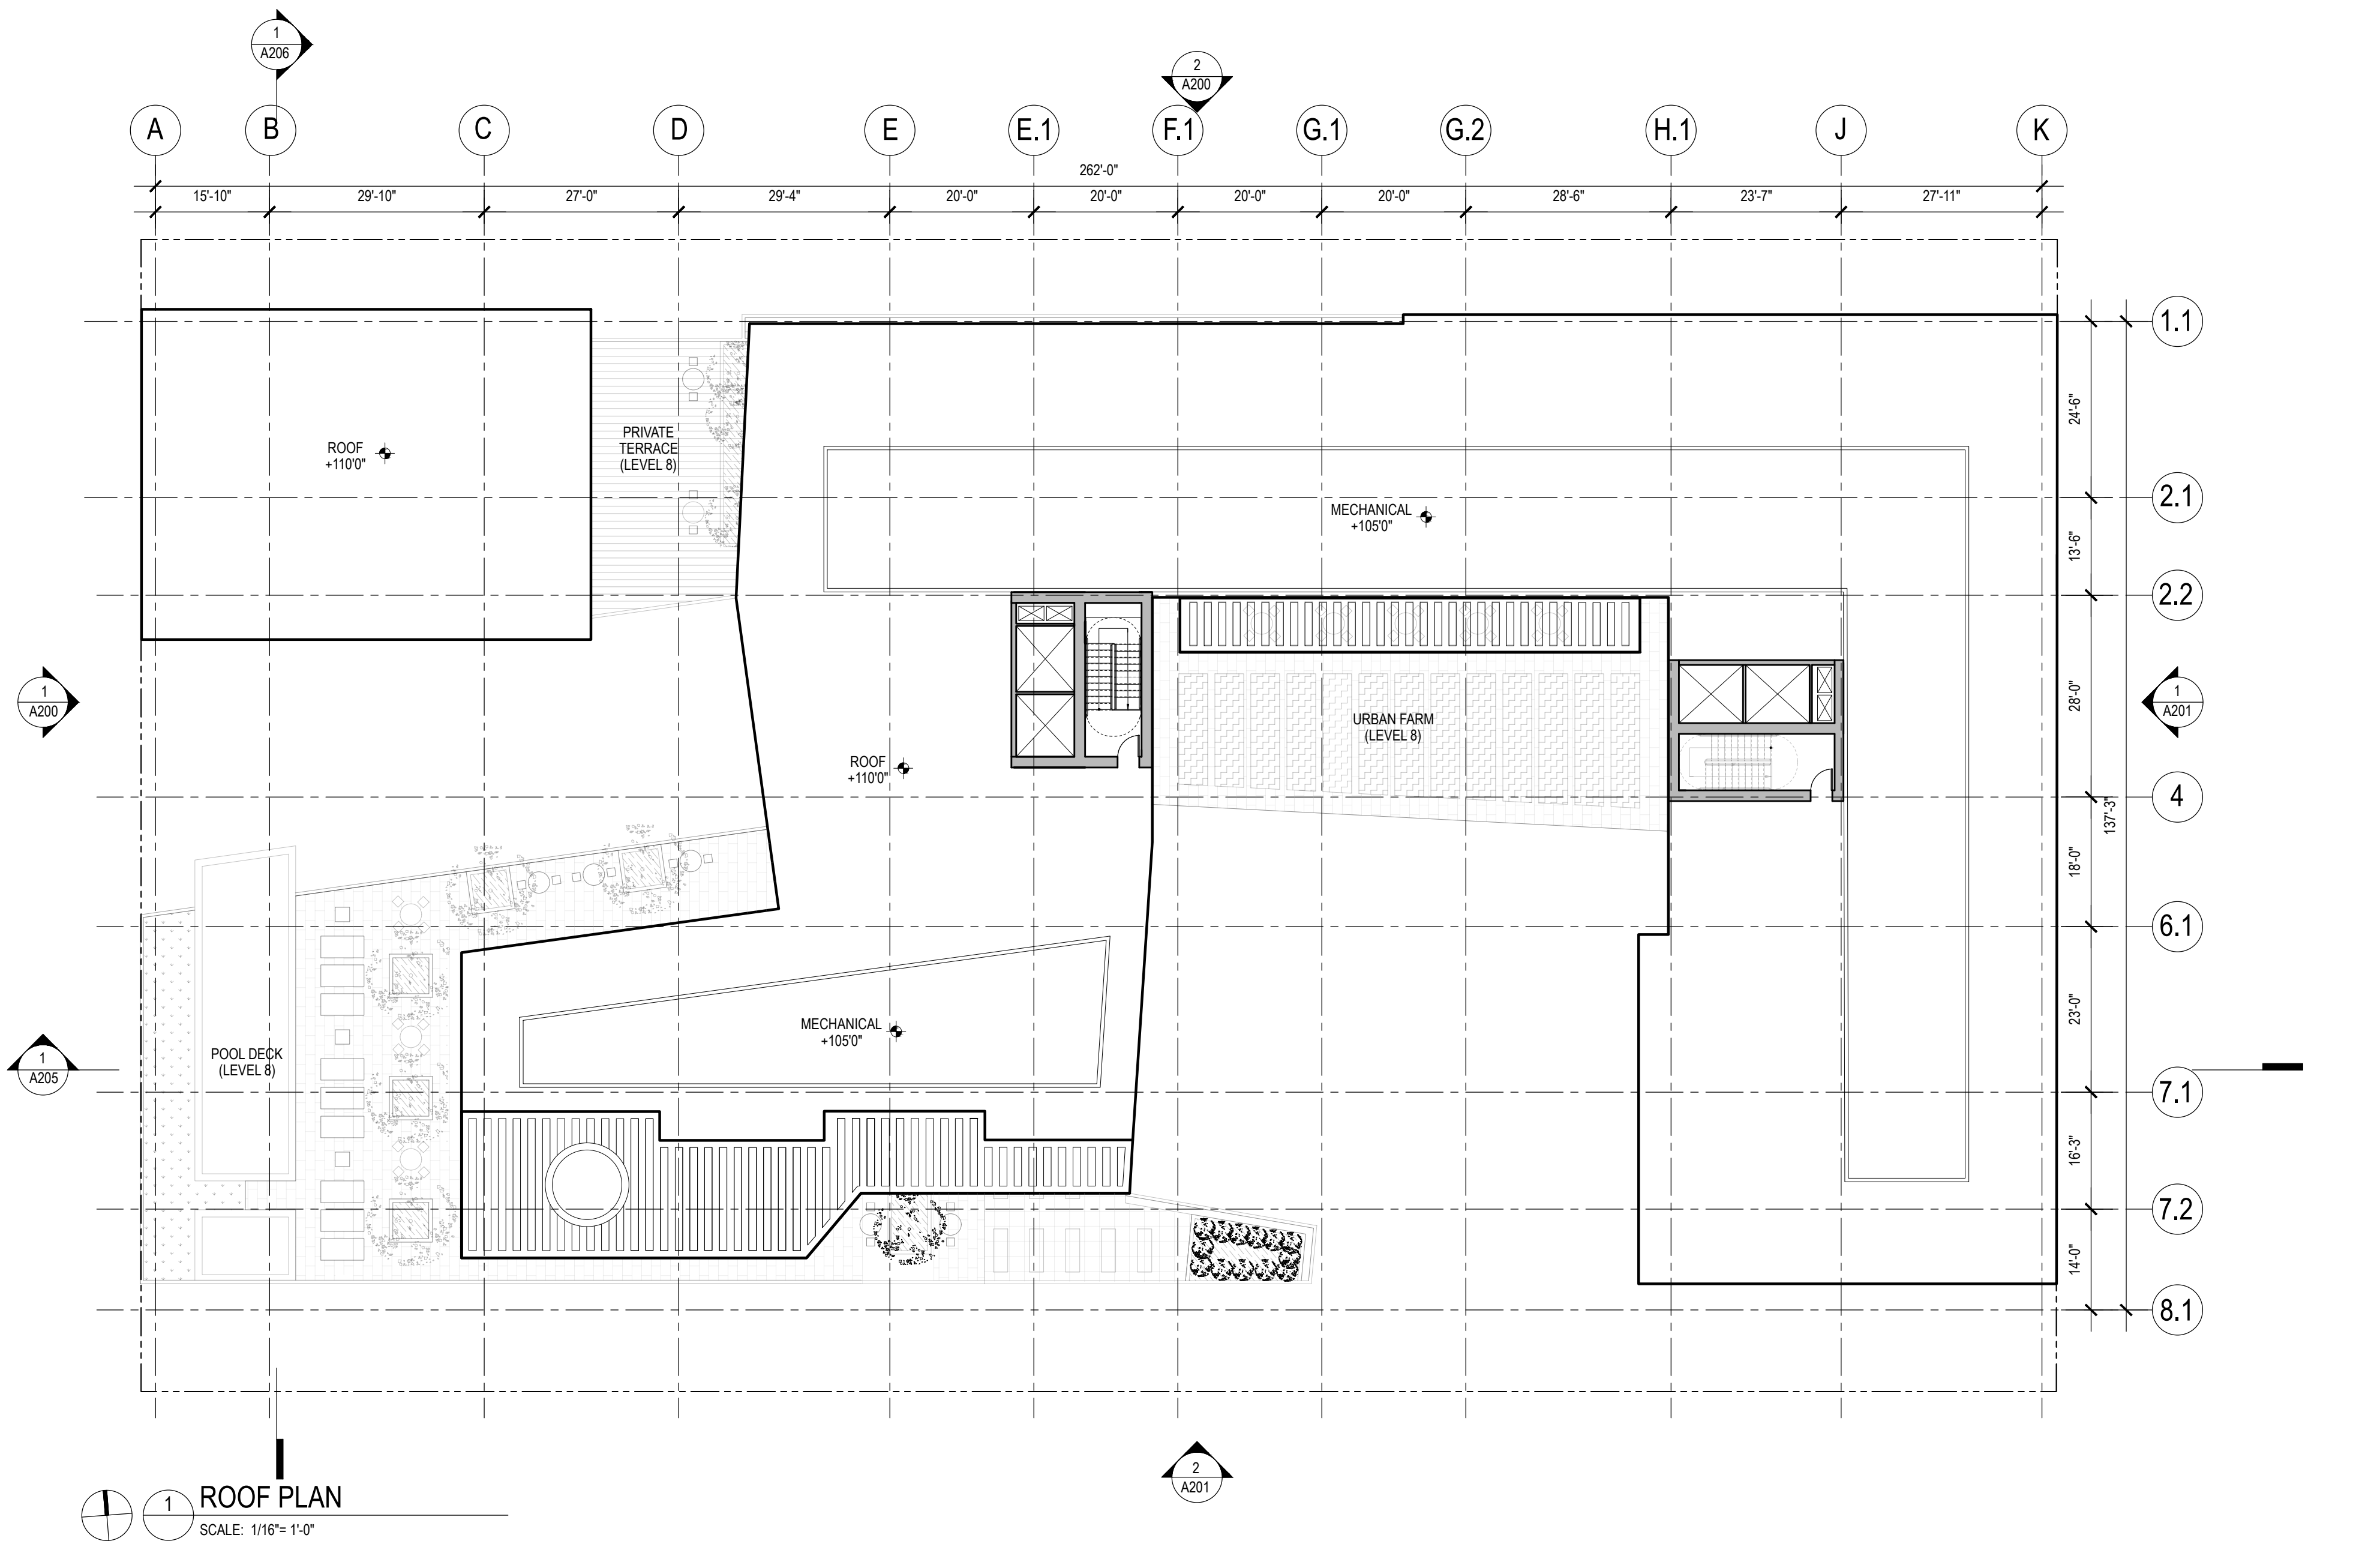 1
A206
2
A200
A
B
C
D
E
E.1
F.1
G.1
G.2
H.1
J
K
262'-0"
15'-10"
29'-10"
27'-0"
29'-4"
20'-0"
20'-0"
20'-0"
20'-0"
28'-6"
23'-7"
27'-11"
1.1
24'-6"
PRIVATE
TERRACE
(LEVEL 8)
ROOF
+110'0"
2.1
MECHANICAL
+105'0"
13'-6"
2.2
1
A200
28'-0"
1
A201
URBAN FARM
(LEVEL 8)
ROOF
+110'0"
4
137'-3"
18'-0"
6.1
23'-0"
MECHANICAL
+105'0"
POOL DECK
(LEVEL 8)
1
A205
7.1
16'-3"
7.2
14'-0"
8.1
2
A201
1
ROOF PLAN
SCALE: 1/16"= 1'-0"